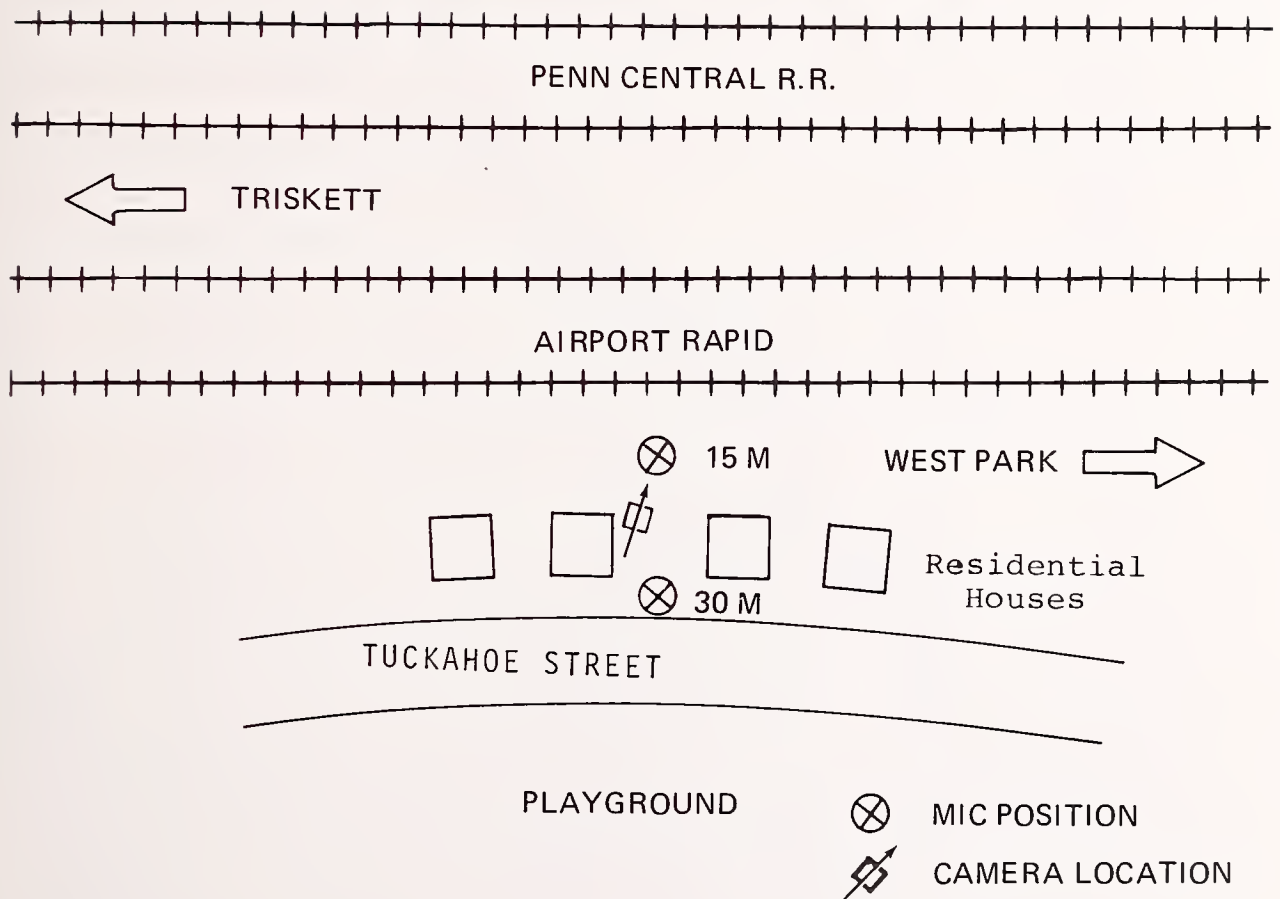 PENN CENTRAL R.R.
TRISKETT
AIRPORT RAPID
15 M
WEST PARK
Residential
Houses
30 M
TUCKAHOE STREET
PLAYGROUND
MIC POSITION
CAMERA LOCATION